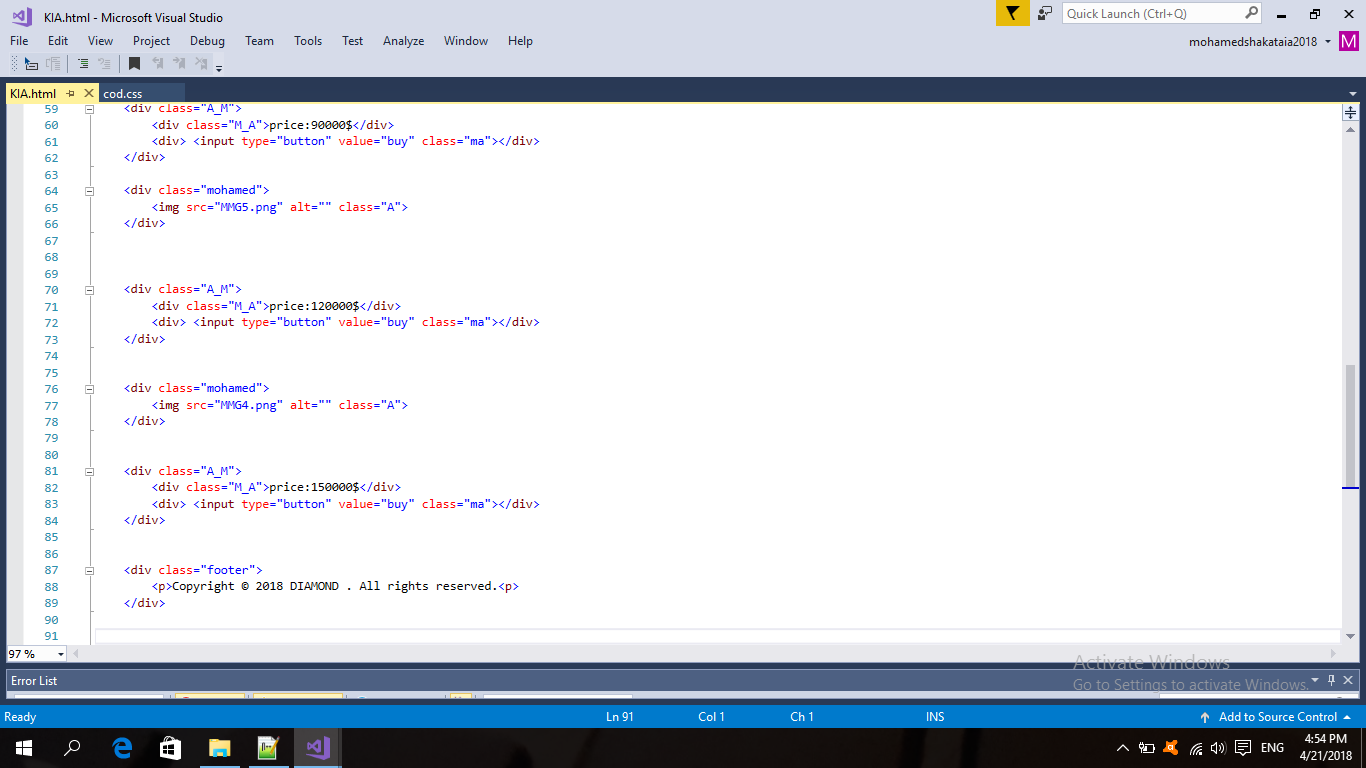 KIA.html - Microsoft Visual Studio
Quick Launch (Ctrl+Q)
File Edit View Project Debug Team Tools Test Analyze Window Help
mohamedshakataia2018 M
KIA.html cod.css
59 <div class="A_M">
60 <div class="M_A">price:90000$</div>
61 <div> <input type="button" value="buy" class="ma"></div>
62 </div>
63
64 <div class="mohamed">
65 <img src="MMG5.png" alt="" class="A">
66 </div>
67
68
69
70 <div class="A_M">
71 <div class="M_A">price:120000$</div>
72 <div> <input type="button" value="buy" class="ma"></div>
73 </div>
74
75
76 <div class="mohamed">
77 <img src="MMG4.png" alt="" class="A">
78 </div>
79
80
81 <div class="A_M">
82 <div class="M_A">price:150000$</div>
83 <div> <input type="button" value="buy" class="ma"></div>
84 </div>
85
86
87 <div class="footer">
88 <p>Copyright © 2018 DIAMOND . All rights reserved.<p>
89 </div>
90
91
97 %
Activate Windows
Go to Settings to activate Windows.
Error List
Ready Ln 91 Col 1 Ch 1 INS Add to Source Control
ENG 4:54 PM
4/21/2018